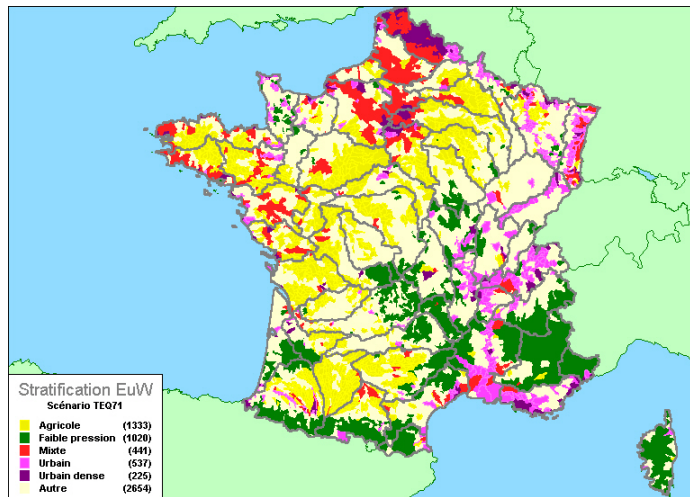 Stratification EuW
Scénario TEQ71
Agricole (1333)
Faible pression (1020)
Mixte (441)
Urbain (537)
Urbain dense (225)
Autre (2654)